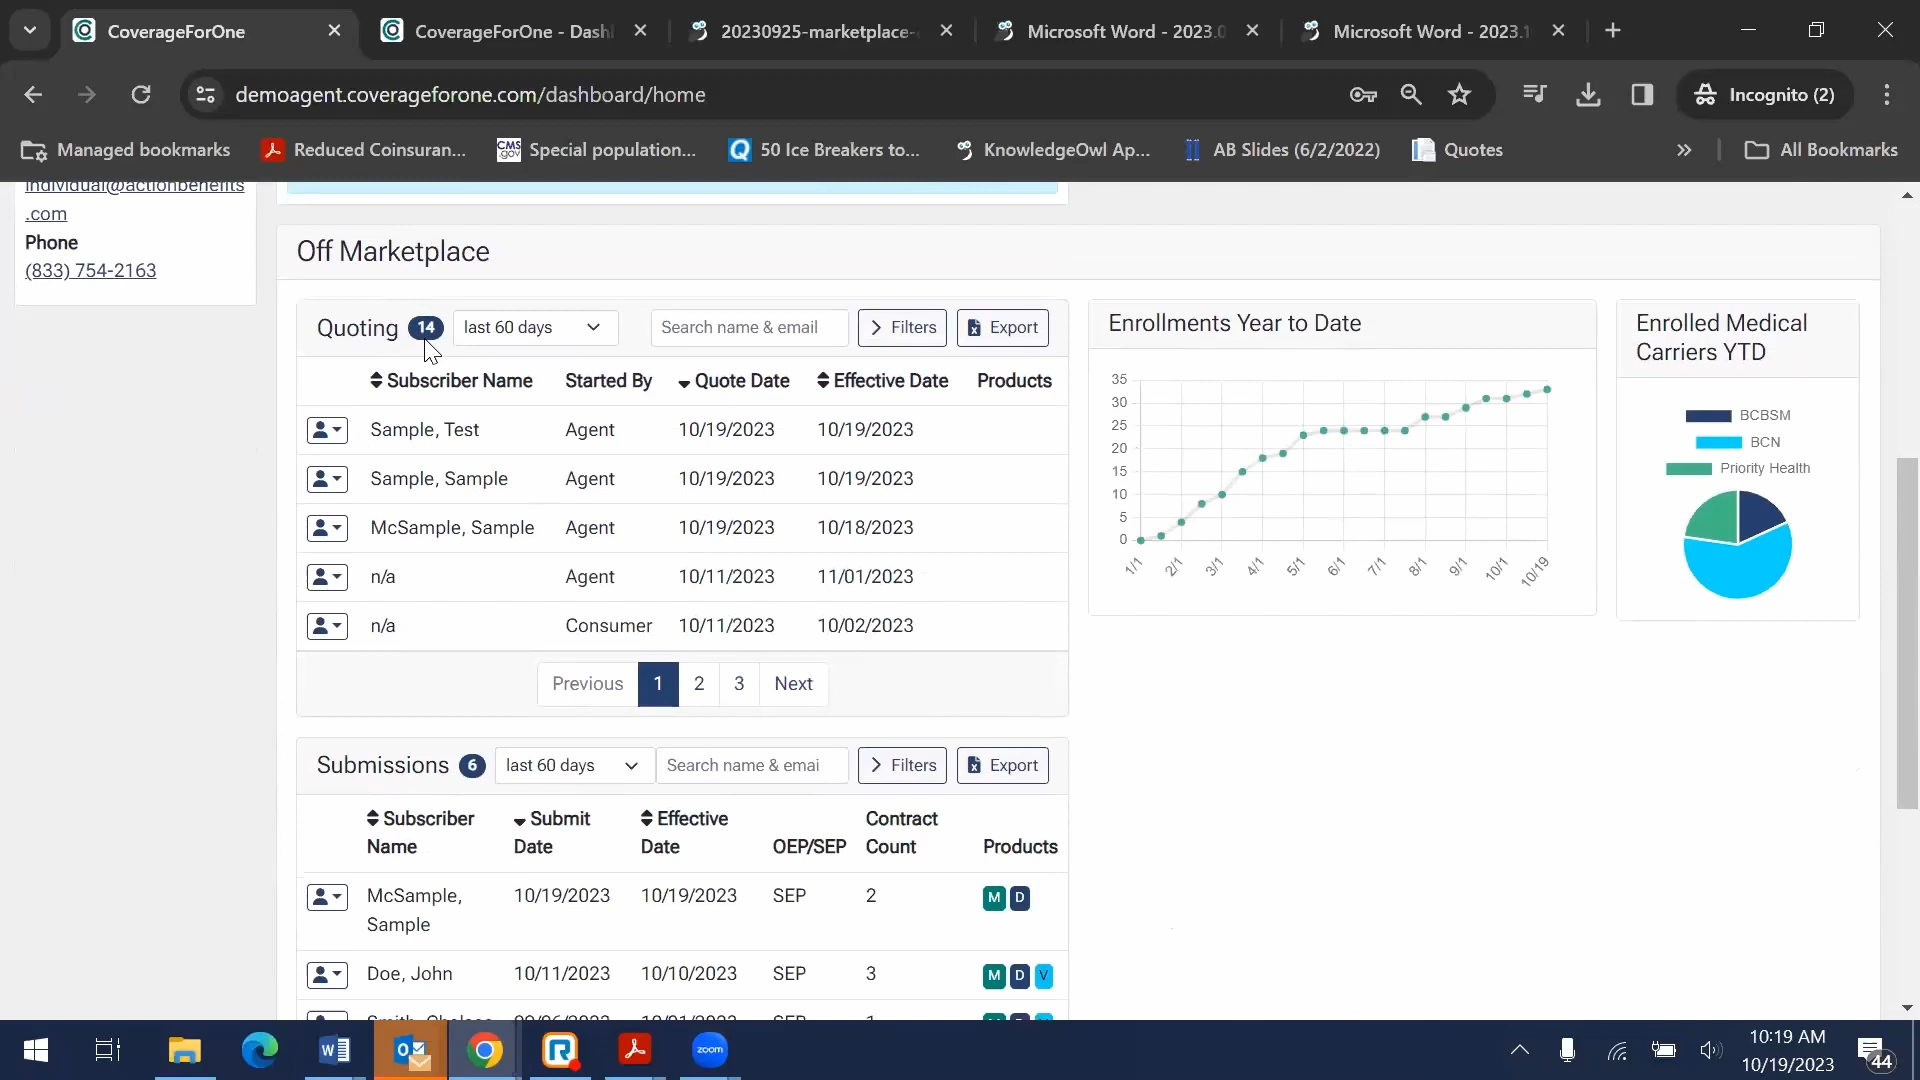 CoverageForOne
CoverageForOne - Dash
20230925-marketplace-
Microsoft Word - 2023.0
Microsoft Word - 2023.1
demoagent.coverageforone.com/dashboard/home
Incognito (2)
Managed bookmarks
Reduced Coinsuran...
CMS
.gov
Special population...
50 Ice Breakers to...
KnowledgeOwl Ap...
AB Slides (6/2/2022)
Quotes
All Bookmarks
individual@actionbenefits
.com
Phone
(833) 754-2163
Off Marketplace
Quoting 14 last 60 days Search name & email Filters Export
Subscriber Name Started By Quote Date Effective Date Products
Sample, Test Agent 10/19/2023 10/19/2023
Sample, Sample Agent 10/19/2023 10/19/2023
McSample, Sample Agent 10/19/2023 10/18/2023
n/a Agent 10/11/2023 11/01/2023
n/a Consumer 10/11/2023 10/02/2023
Previous 1 2 3 Next
Enrollments Year to Date
35
30
25
20
15
10
5
0
1/1 2/1 3/1 4/1 5/1 6/1 7/1 8/1 9/1 10/1 10/19
Enrolled Medical
Carriers YTD
BCBSM
BCN
Priority Health
Submissions 6 last 60 days Search name & emai Filters Export
Subscriber Name Submit Date Effective Date OEP/SEP Contract Count Products
McSample, Sample 10/19/2023 10/19/2023 SEP 2 M D
Doe, John 10/11/2023 10/10/2023 SEP 3 M D V
zoom
10:19 AM
10/19/2023
44